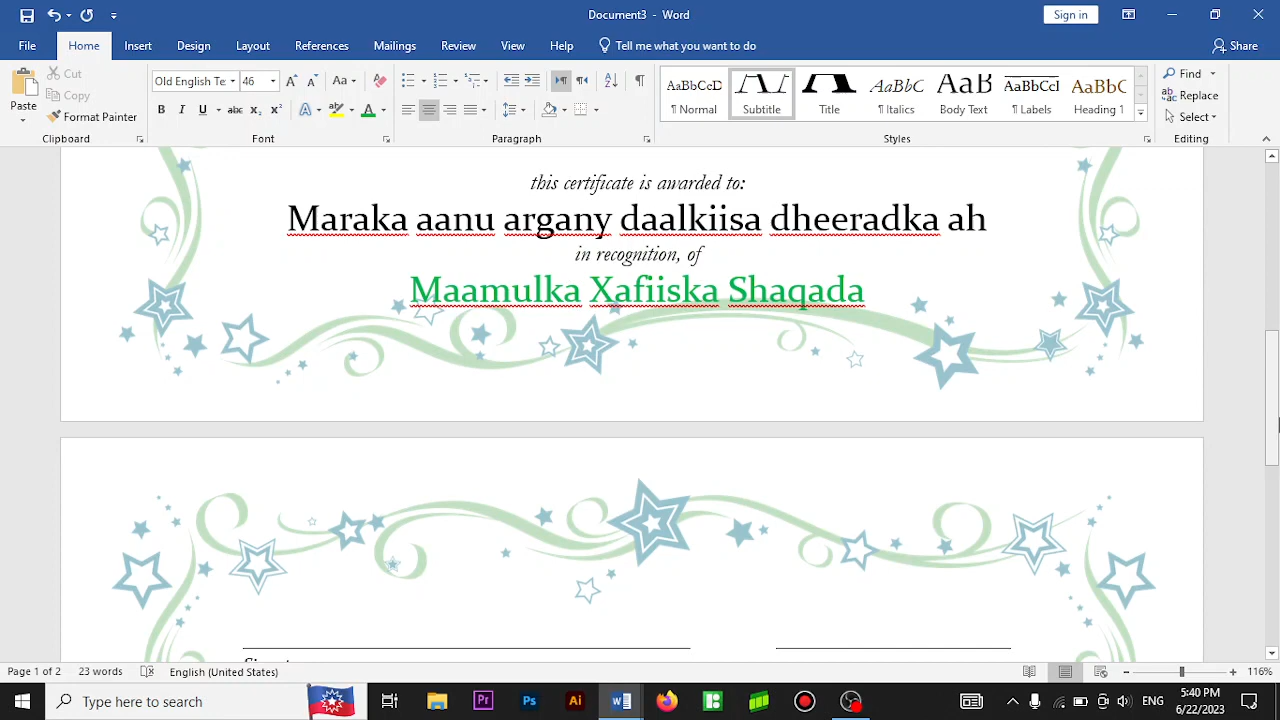 Document3 - Word
Sign in
File Home Insert Design Layout References Mailings Review View Help Tell me what you want to do Share
Paste
Cut
Copy
Format Painter
Clipboard
Old English Te 46
Font
Paragraph
AaBbCcD ¶ Normal
Subtitle
Title
AaBbC ¶ Italics
AaB Body Text
AaBbCcI ¶ Labels
AaBbC Heading 1
Styles
Find
Replace
Select
Editing
this certificate is awarded to:
Maraka aanu argany daalkiisa dheeradka ah
in recognition, of
Maamulka Xafiiska Shaqada
Page 1 of 2 23 words English (United States) 116%
Type here to search
ENG
5:40 PM
6/22/2023